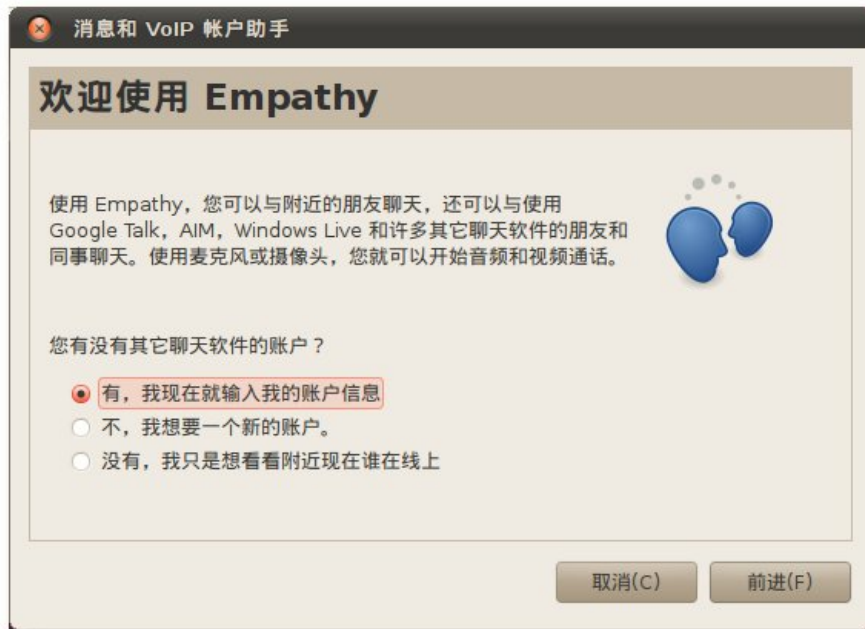 消息和 VoIP 帐户助手
欢迎使用 Empathy
使用 Empathy，您可以与附近的朋友聊天，还可以与使用
Google Talk，AIM，Windows Live 和许多其它聊天软件的朋友和
同事聊天。使用麦克风或摄像头，您就可以开始音频和视频通话。
您有没有其它聊天软件的账户？
有，我现在就输入我的账户信息
不，我想要一个新的账户。
没有，我只是想看看附近现在谁在线上
取消(C) 前进(F)